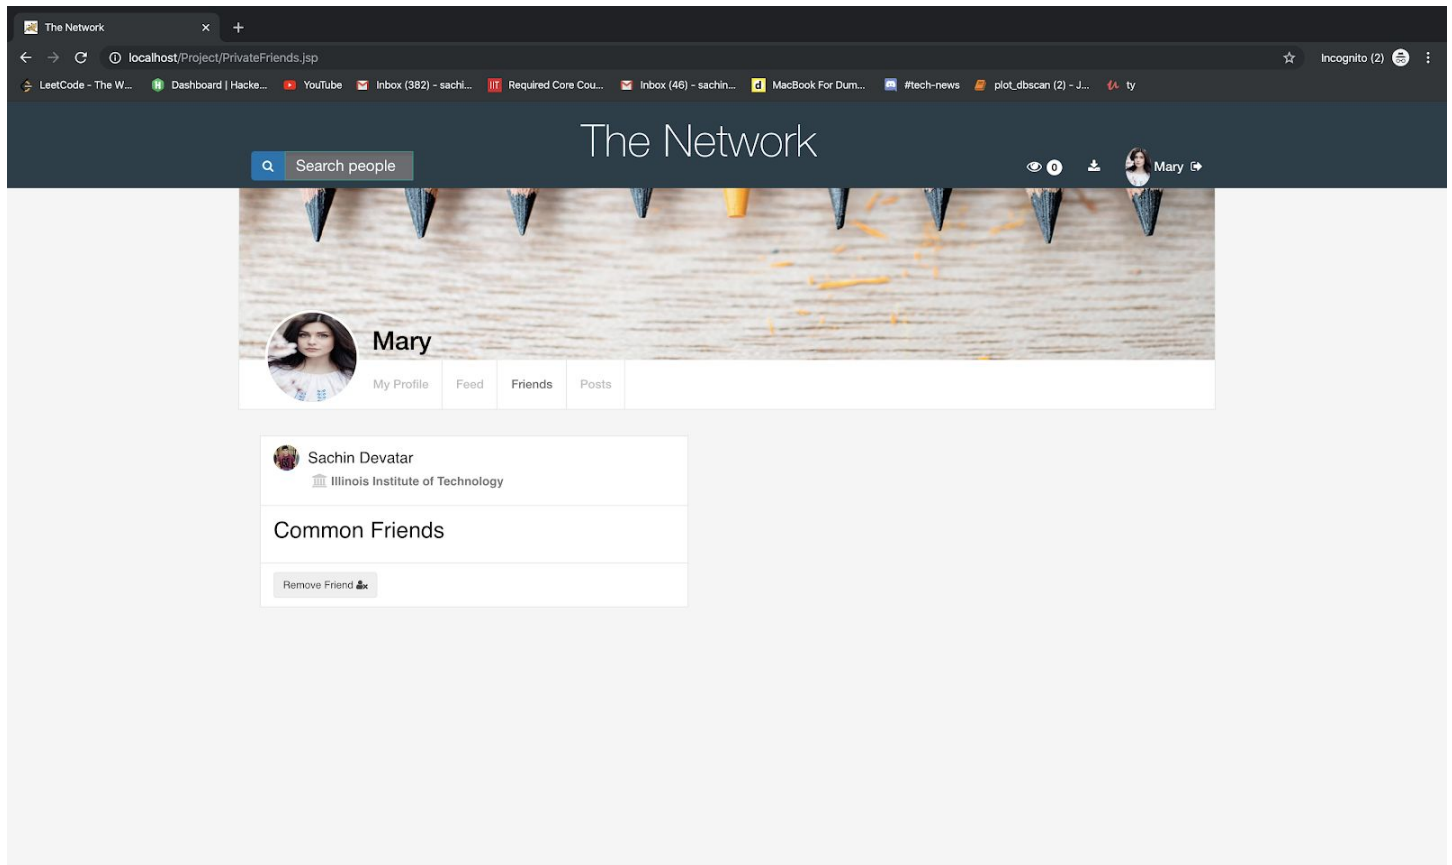 The Network
localhost/Project/PrivateFriends.jsp
Incognito (2)
LeetCode - The W... Dashboard | Hacke... YouTube Inbox (382) - sachi... Required Core Cou... Inbox (46) - sachin... MacBook For Dum... #tech-news plot_dbscan (2) - J... ty
The Network
Search people
0
Mary
Mary
My Profile Feed Friends Posts
Sachin Devatar
Illinois Institute of Technology
Common Friends
Remove Friend